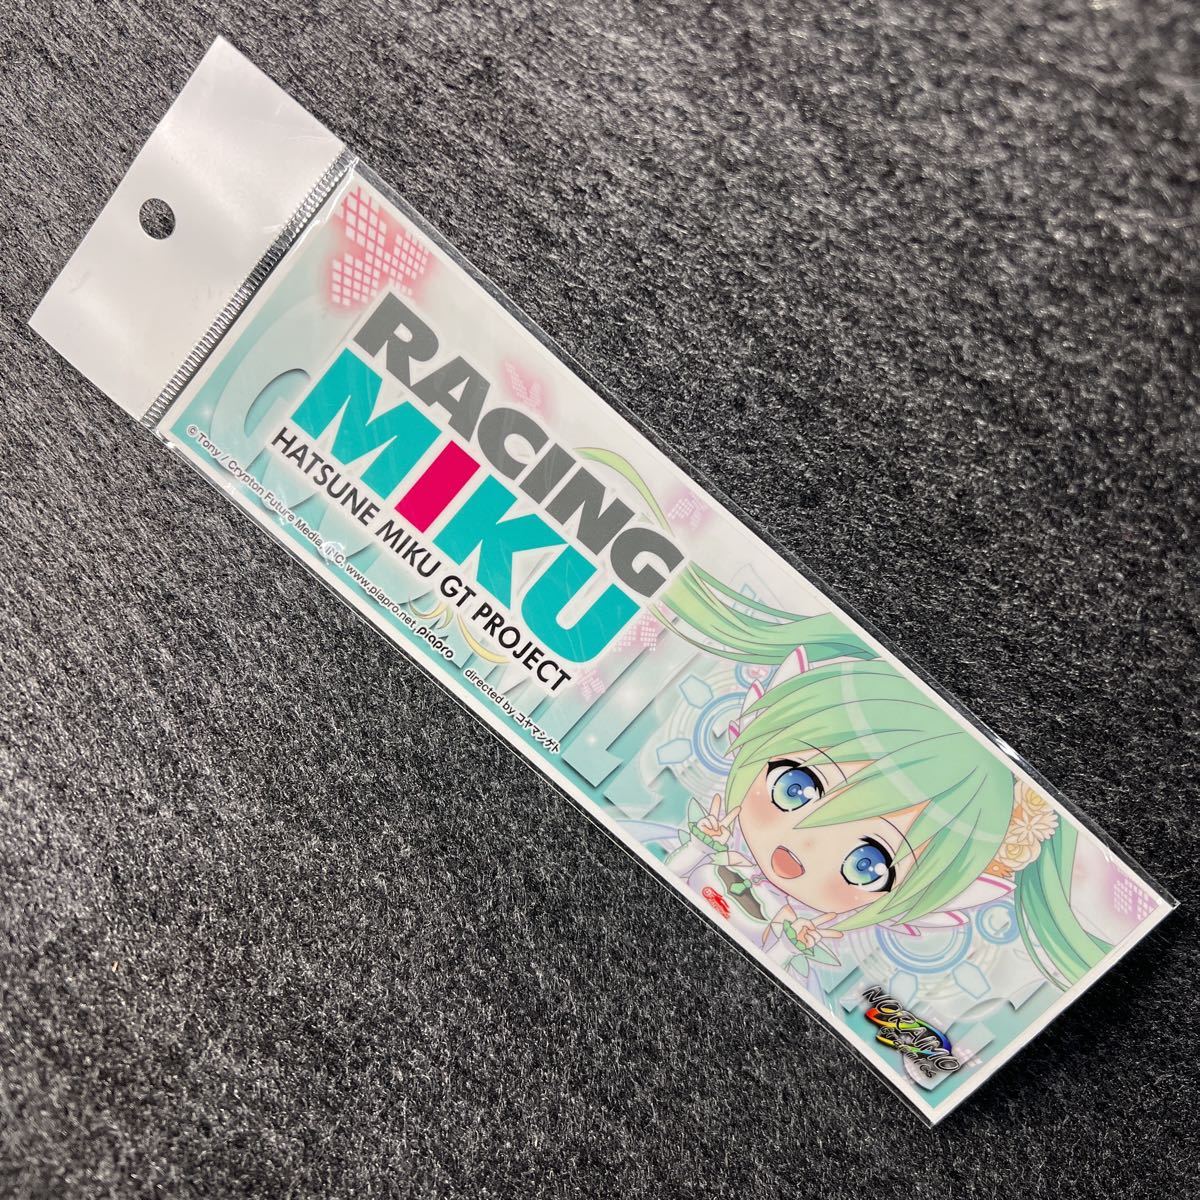 RACING
MIKU
HATSUNE MIKU GT PROJECT
© Tony / Crypton Future Media, INC. www.piapro.net piapro directed by コヤマシゲト
NORAIMO